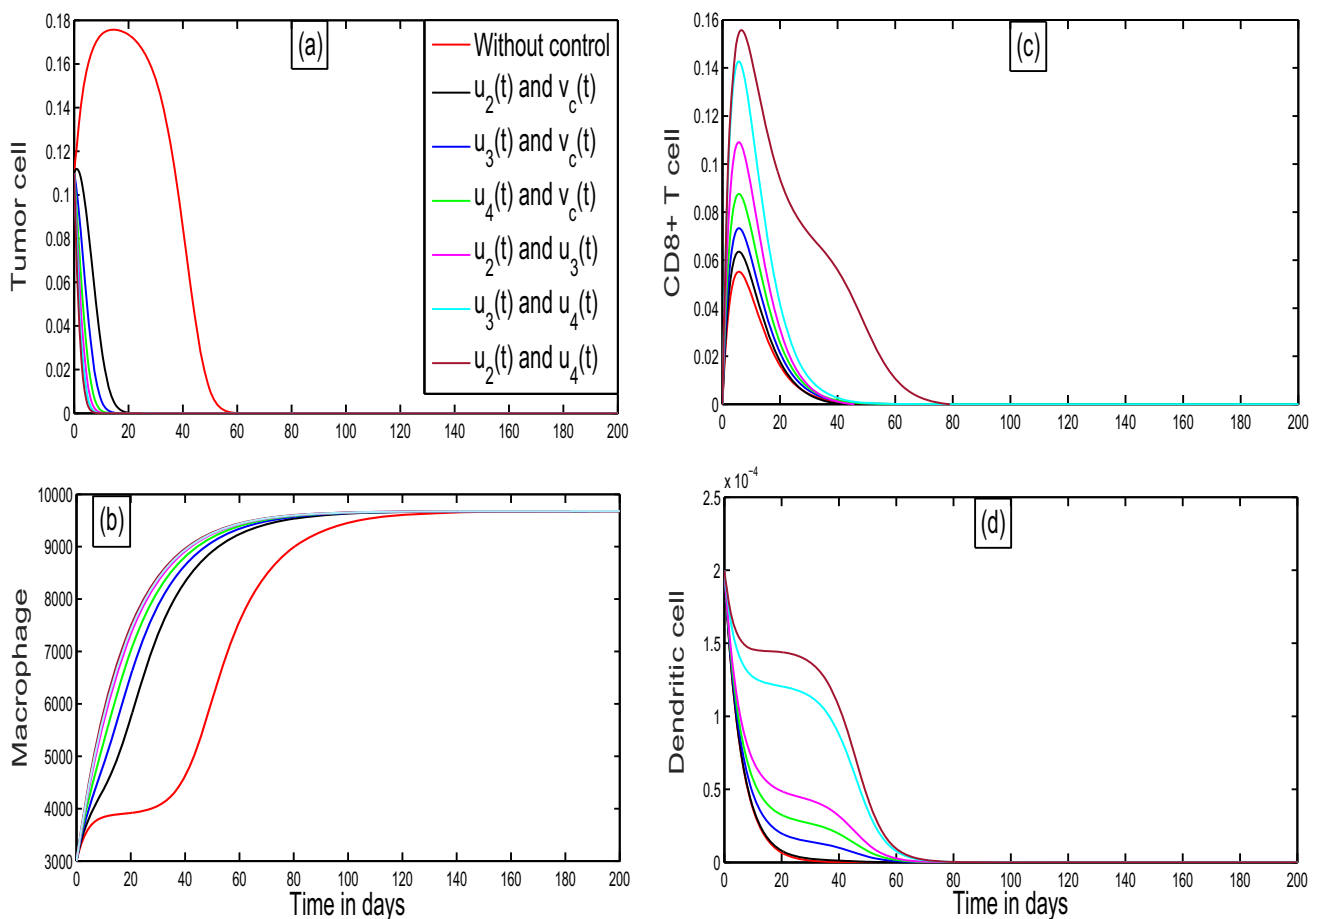 (a)
Tumor cell
0.18
0.16
0.14
0.12
0.1
0.08
0.06
0.04
0.02
0
0 20 40 60 80 100 120 140 160 180 200
Without control
u2(t) and vc(t)
u3(t) and vc(t)
u4(t) and vc(t)
u2(t) and u3(t)
u3(t) and u4(t)
u2(t) and u4(t)
(c)
CD8+ T cell
0.16
0.14
0.12
0.1
0.08
0.06
0.04
0.02
0
0 20 40 60 80 100 120 140 160 180 200
(b)
Macrophage
10000
9000
8000
7000
6000
5000
4000
3000
0 20 40 60 80 100 120 140 160 180 200
Time in days
(d)
Dendritic cell
x 10−4
2.5
2
1.5
1
0.5
0
0 20 40 60 80 100 120 140 160 180 200
Time in days